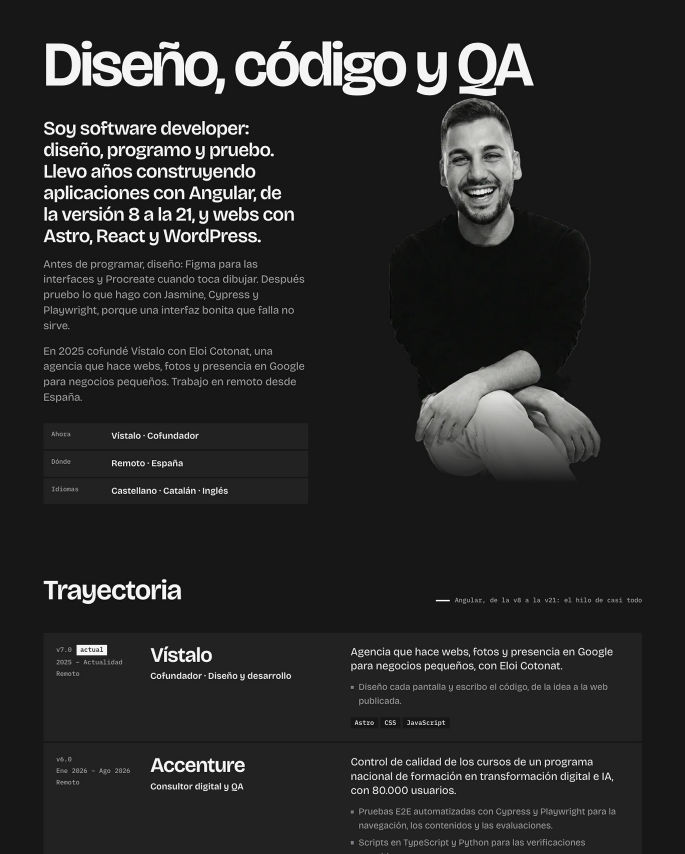 Diseño, código y QA
Soy software developer:
diseño, programo y pruebo.
Llevo años construyendo
aplicaciones con Angular, de
la versión 8 a la 21, y webs con
Astro, React y WordPress.
Antes de programar, diseño: Figma para las
interfaces y Procreate cuando toca dibujar. Después
pruebo lo que hago con Jasmine, Cypress y
Playwright, porque una interfaz bonita que falla no
sirve.
En 2025 cofundé Vístalo con Eloi Cotonat, una
agencia que hace webs, fotos y presencia en Google
para negocios pequeños. Trabajo en remoto desde
España.
Ahora Vístalo · Cofundador
Dónde Remoto · España
Idiomas Castellano · Catalán · Inglés
Trayectoria
Angular, de la v8 a la v21: el hilo de casi todo
v7.0 actual
2025 – Actualidad
Remoto
Vístalo
Cofundador · Diseño y desarrollo
Agencia que hace webs, fotos y presencia en Google
para negocios pequeños, con Eloi Cotonat.
Diseño cada pantalla y escribo el código, de la idea a la web
publicada.
Astro CSS JavaScript
v6.0
Ene 2026 – Ago 2026
Remoto
Accenture
Consultor digital y QA
Control de calidad de los cursos de un programa
nacional de formación en transformación digital e IA,
con 80.000 usuarios.
Pruebas E2E automatizadas con Cypress y Playwright para la
navegación, los contenidos y las evaluaciones.
Scripts en TypeScript y Python para las verificaciones